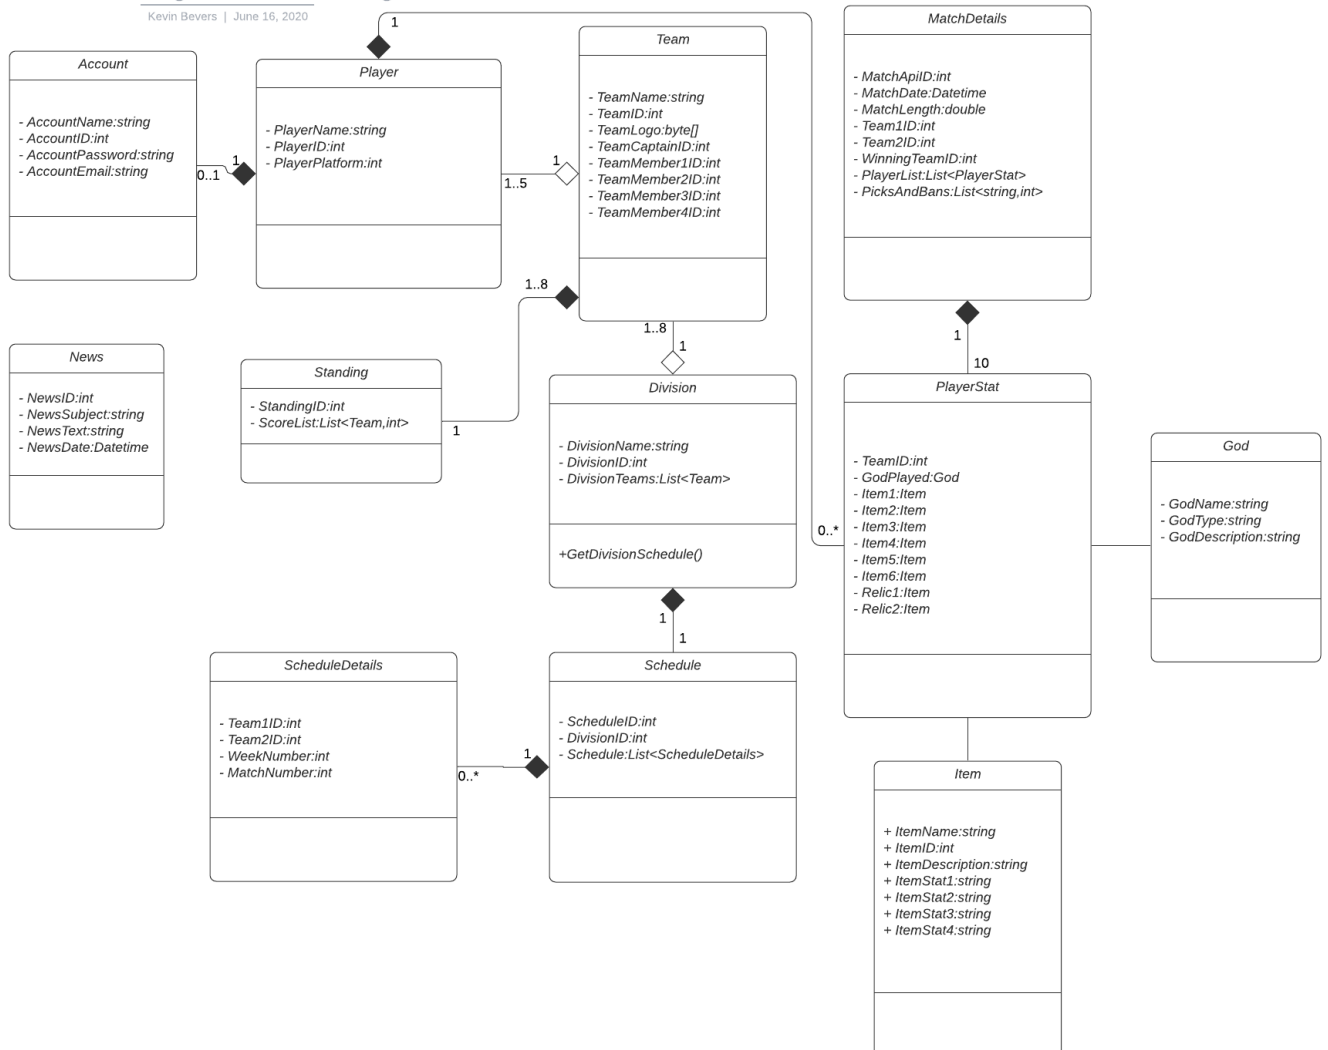 Kevin Bevers | June 16, 2020
Account
- AccountName:string
- AccountID:int
- AccountPassword:string
- AccountEmail:string
0..1
1
Player
- PlayerName:string
- PlayerID:int
- PlayerPlatform:int
1
1..5
1
Team
- TeamName:string
- TeamID:int
- TeamLogo:byte[]
- TeamCaptainID:int
- TeamMember1ID:int
- TeamMember2ID:int
- TeamMember3ID:int
- TeamMember4ID:int
1..8
1..8
1
MatchDetails
- MatchApiID:int
- MatchDate:Datetime
- MatchLength:double
- Team1ID:int
- Team2ID:int
- WinningTeamID:int
- PlayerList:List<PlayerStat>
- PicksAndBans:List<string,int>
1
10
News
- NewsID:int
- NewsSubject:string
- NewsText:string
- NewsDate:Datetime
Standing
- StandingID:int
- ScoreList:List<Team,int>
1
Division
- DivisionName:string
- DivisionID:int
- DivisionTeams:List<Team>
+GetDivisionSchedule()
1
1
0..*
PlayerStat
- TeamID:int
- GodPlayed:God
- Item1:Item
- Item2:Item
- Item3:Item
- Item4:Item
- Item5:Item
- Item6:Item
- Relic1:Item
- Relic2:Item
God
- GodName:string
- GodType:string
- GodDescription:string
ScheduleDetails
- Team1ID:int
- Team2ID:int
- WeekNumber:int
- MatchNumber:int
0..*
1
Schedule
- ScheduleID:int
- DivisionID:int
- Schedule:List<ScheduleDetails>
Item
+ ItemName:string
+ ItemID:int
+ ItemDescription:string
+ ItemStat1:string
+ ItemStat2:string
+ ItemStat3:string
+ ItemStat4:string